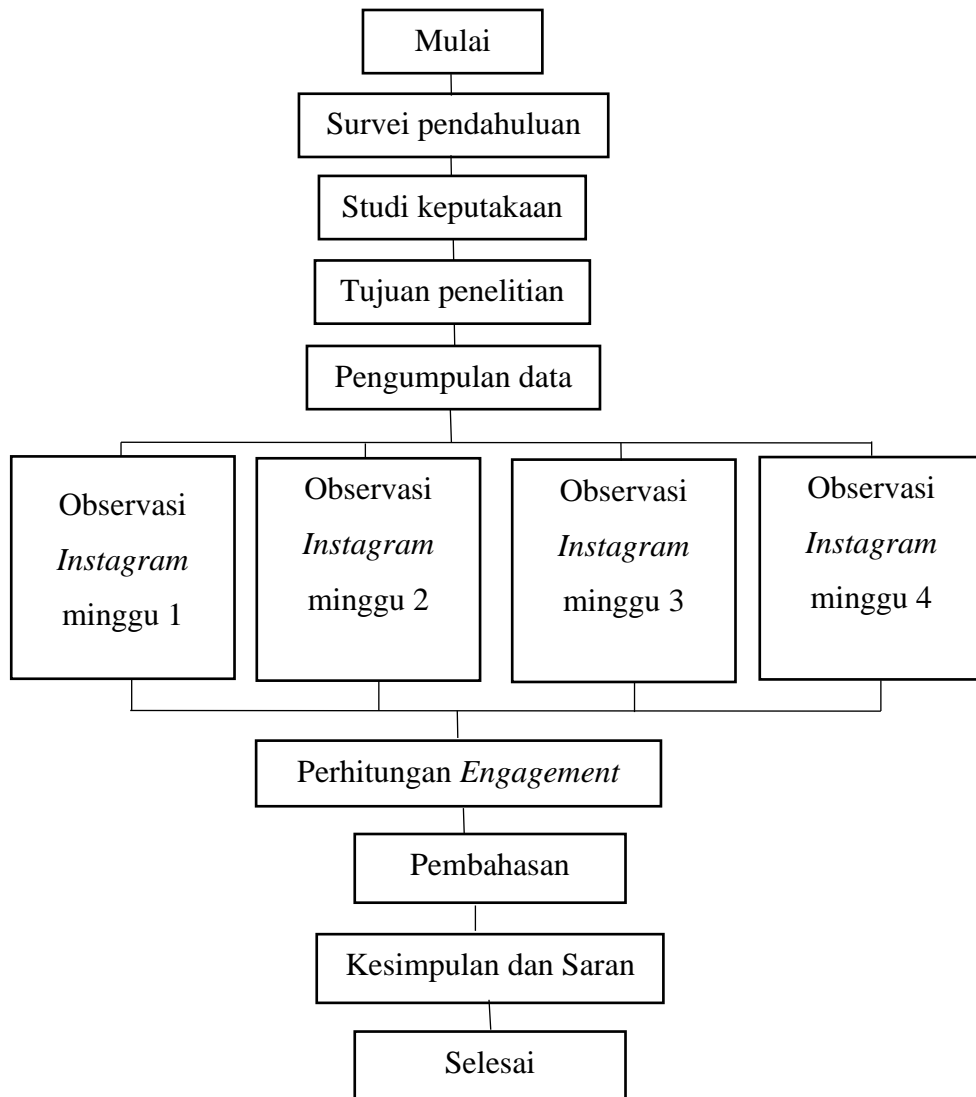 Mulai
Survei pendahuluan
Studi keputakaan
Tujuan penelitian
Pengumpulan data
Observasi
Instagram
minggu 1
Observasi
Instagram
minggu 2
Observasi
Instagram
minggu 3
Observasi
Instagram
minggu 4
Perhitungan Engagement
Pembahasan
Kesimpulan dan Saran
Selesai